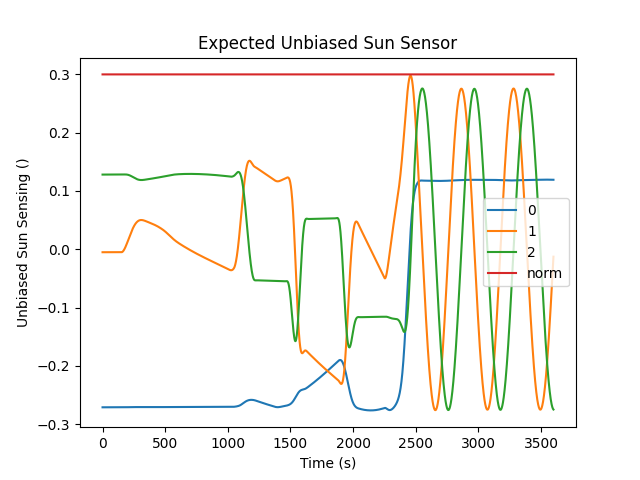 Expected Unbiased Sun Sensor
Unbiased Sun Sensing ()
0.3
0.2
0.1
0.0
−0.1
−0.2
−0.3
0
1
2
norm
0 500 1000 1500 2000 2500 3000 3500
Time (s)